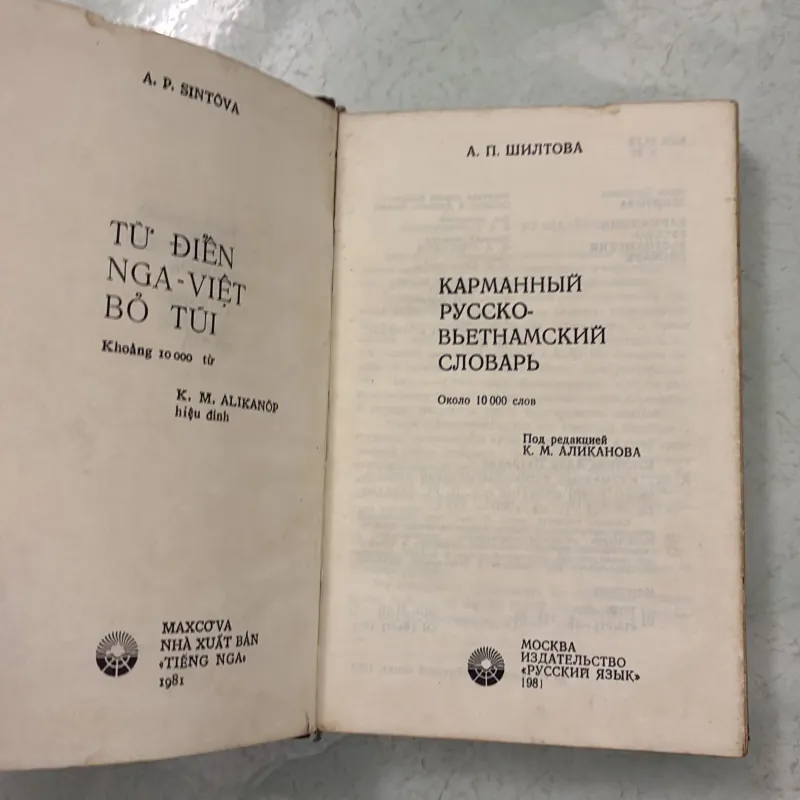 A. P. SINTÔVA
TỪ ĐIỂN
NGA-VIỆT
BỎ TÚI
Khoảng 10 000 từ
K. M. ALIKANÔP
hiệu đính
MAXCƠVA
NHÀ XUẤT BẢN
«TIẾNG NGA»
1981
А. П. ШИЛТОВА
КАРМАННЫЙ
РУССКО-
ВЬЕТНАМСКИЙ
СЛОВАРЬ
Около 10 000 слов
Под редакцией
К. М. АЛИКАНОВА
МОСКВА
ИЗДАТЕЛЬСТВО
«РУССКИЙ ЯЗЫК»
1981